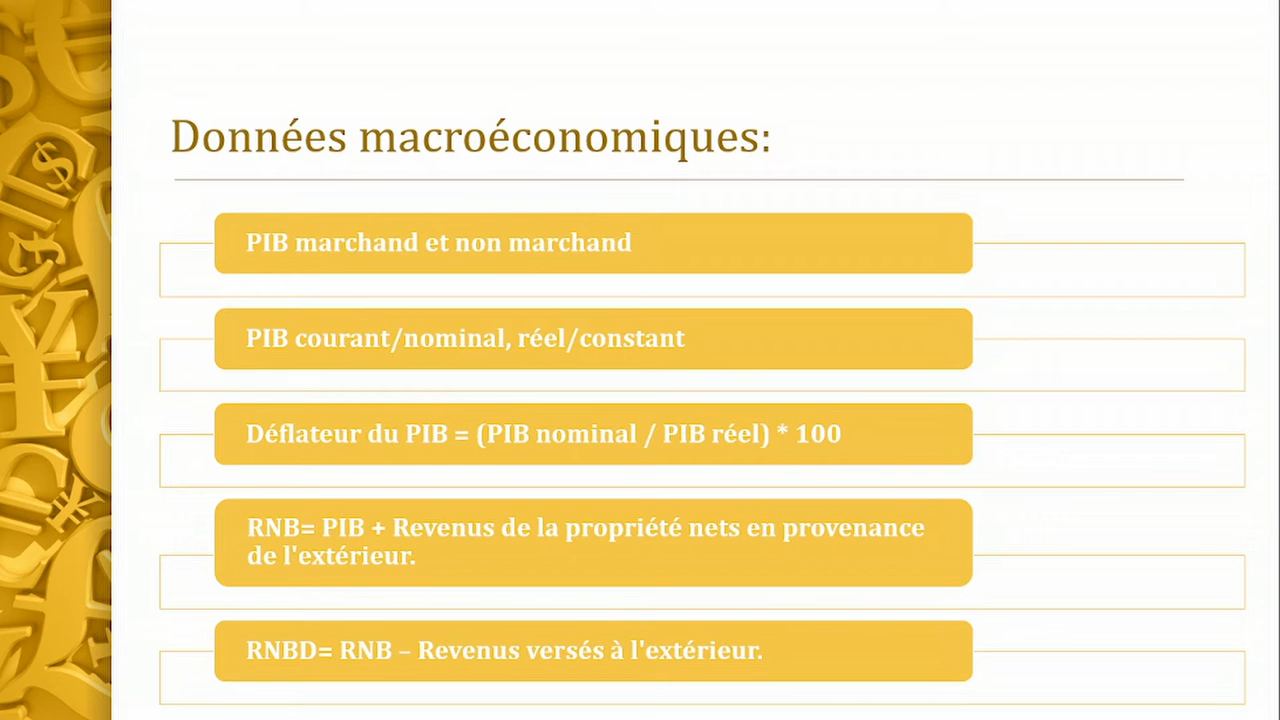 Données macroéconomiques:
PIB marchand et non marchand
PIB courant/nominal, réel/constant
Déflateur du PIB = (PIB nominal / PIB réel) * 100
RNB= PIB + Revenus de la propriété nets en provenance
de l'extérieur.
RNBD= RNB – Revenus versés à l'extérieur.